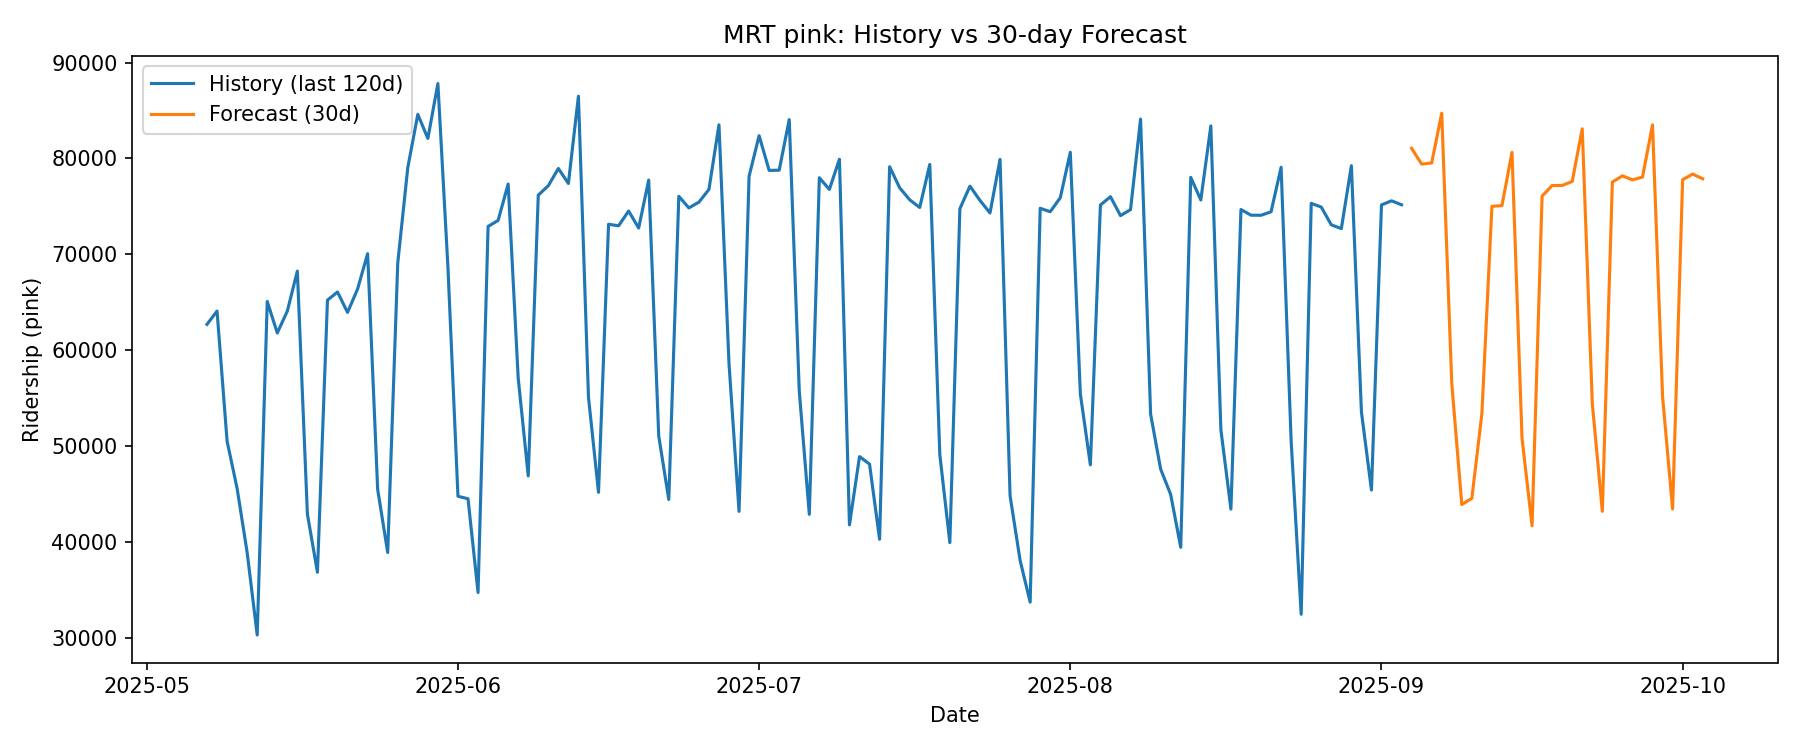 MRT pink: History vs 30-day Forecast
History (last 120d)
Forecast (30d)
90000
80000
70000
60000
50000
40000
30000
Ridership (pink)
2025-05
2025-06
2025-07
2025-08
2025-09
2025-10
Date